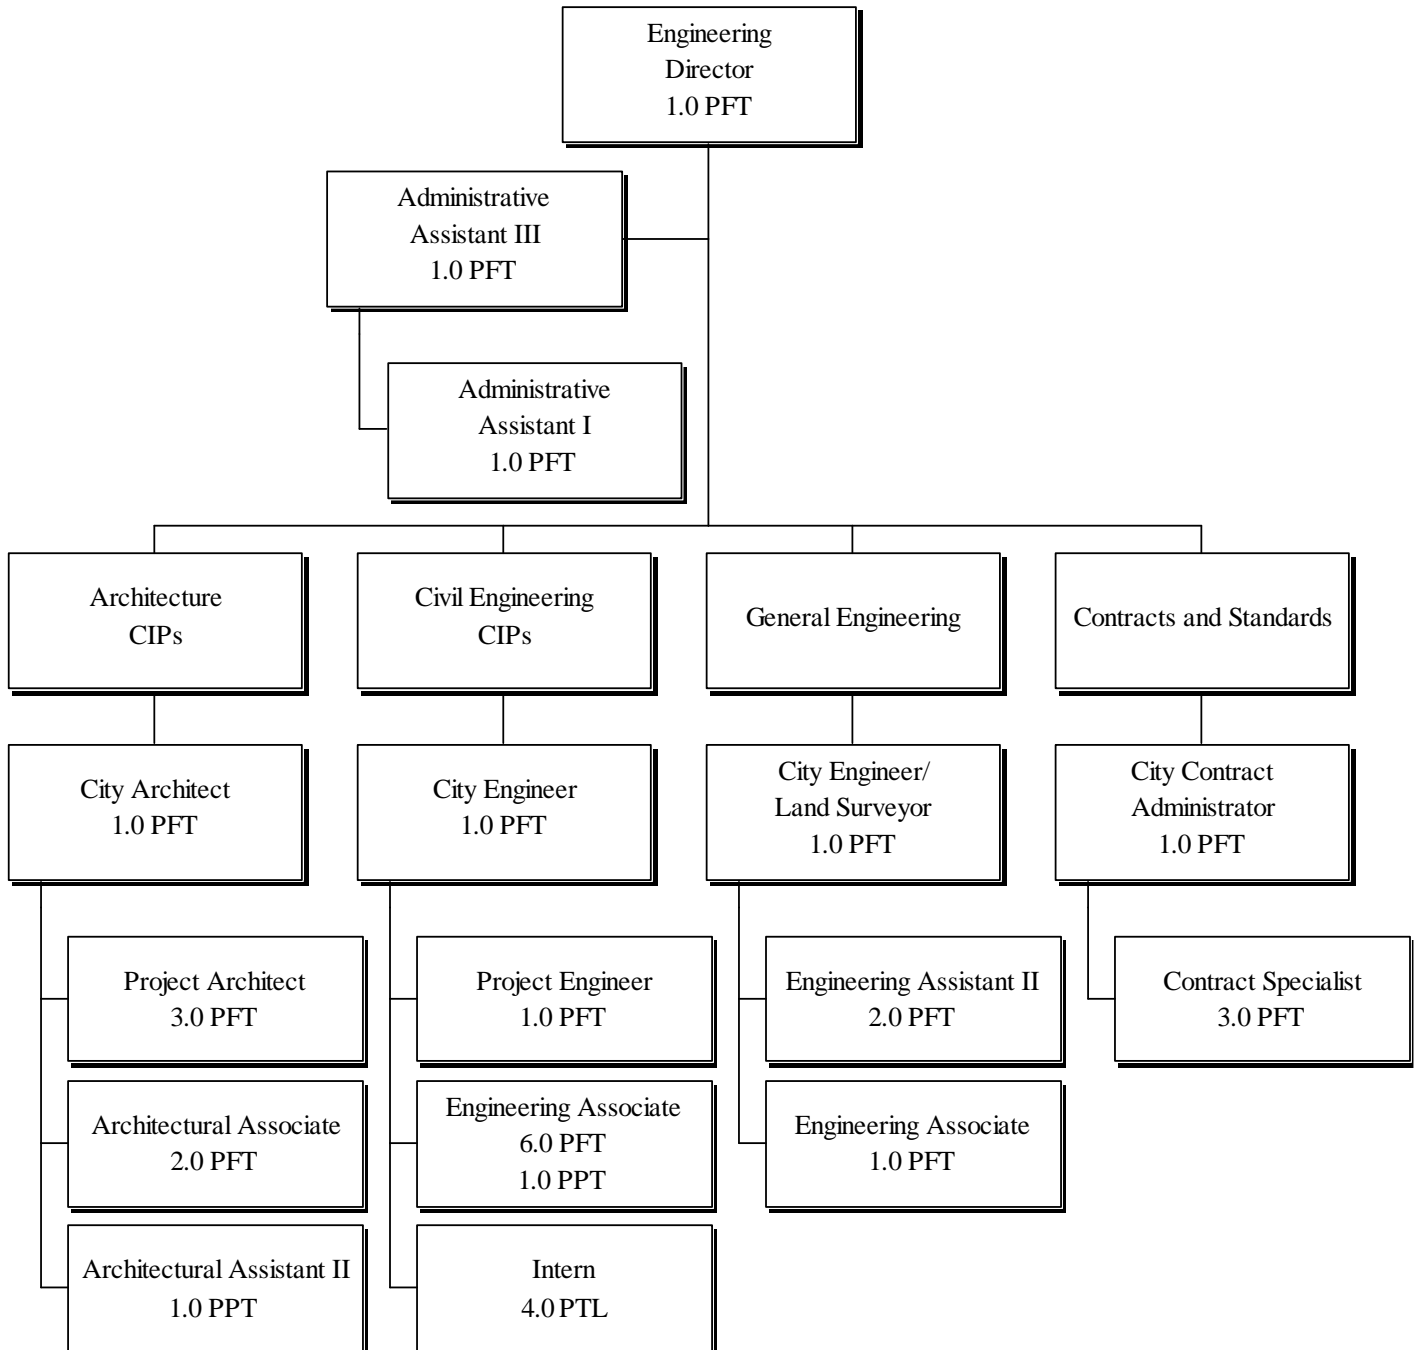 Engineering
Director
1.0 PFT
Administrative
Assistant III
1.0 PFT
Administrative
Assistant I
1.0 PFT
Architecture
CIPs
Civil Engineering
CIPs
General Engineering
Contracts and Standards
City Architect
1.0 PFT
City Engineer
1.0 PFT
City Engineer/
Land Surveyor
1.0 PFT
City Contract
Administrator
1.0 PFT
Project Architect
3.0 PFT
Project Engineer
1.0 PFT
Engineering Assistant II
2.0 PFT
Contract Specialist
3.0 PFT
Architectural Associate
2.0 PFT
Engineering Associate
6.0 PFT
1.0 PPT
Engineering Associate
1.0 PFT
Architectural Assistant II
1.0 PPT
Intern
4.0 PTL